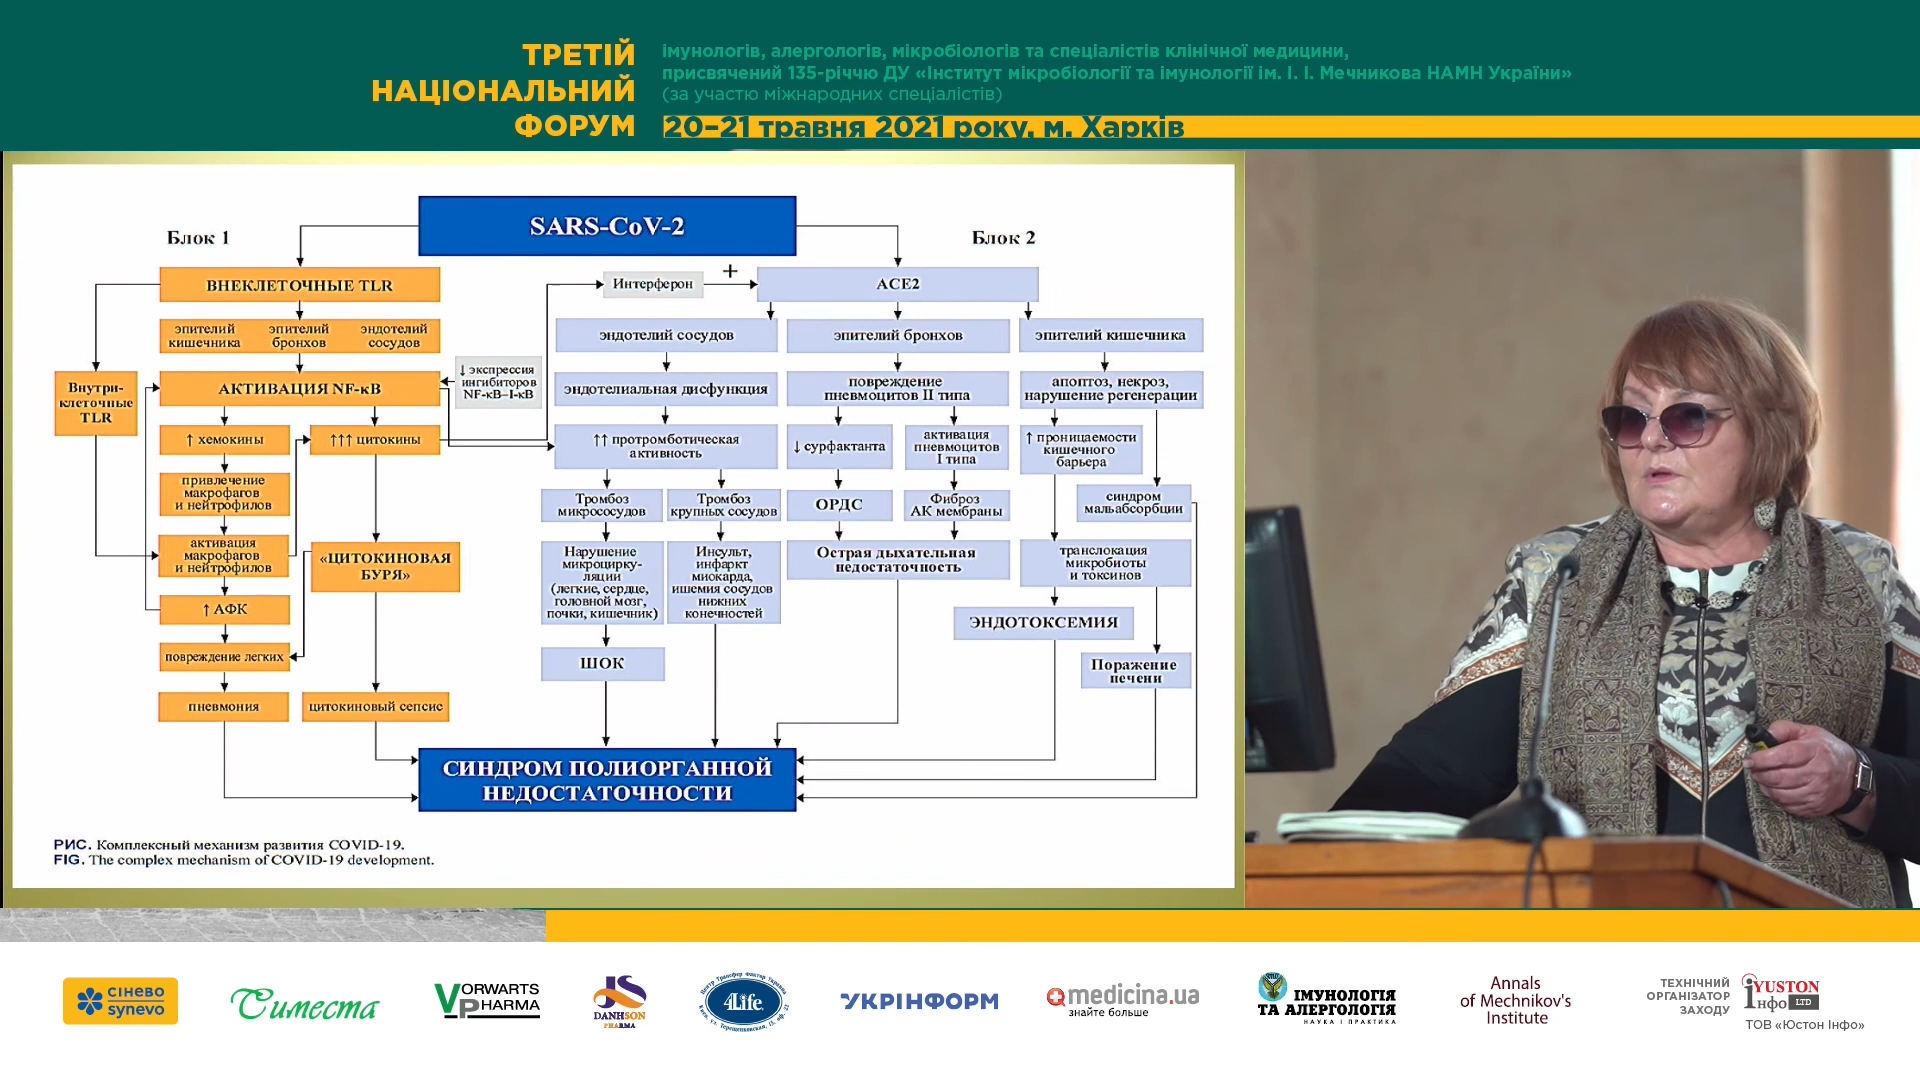 ТРЕТІЙ
НАЦІОНАЛЬНИЙ
ФОРУМ
імунологів, алергологів, мікробіологів та спеціалістів клінічної медицини,
присвячений 135-річчю ДУ «Інститут мікробіології та імунології ім. І. І. Мечникова НАМН України»
(за участю міжнародних спеціалістів)
20–21 травня 2021 року, м. Харків
SARS-CoV-2
Блок 1
Блок 2
ВНЕКЛЕТОЧНЫЕ TLR
эпителий
кишечника
эпителий
бронхов
эндотелий
сосудов
Внутри-
клеточные
TLR
АКТИВАЦИЯ NF-κB
↓ экспрессия
ингибиторов
NF-κB–I-κB
↑ хемокины
↑↑↑ цитокины
привлечение
макрофагов
и нейтрофилов
активация
макрофагов
и нейтрофилов
«ЦИТОКИНОВАЯ
БУРЯ»
↑ АФК
повреждение легких
пневмония
цитокиновый сепсис
Интерферон
+
ACE2
эндотелий сосудов
эпителий бронхов
эпителий кишечника
эндотелиальная дисфункция
повреждение
пневмоцитов II типа
апоптоз, некроз,
нарушение регенерации
↑↑ протромботическая
активность
↓ сурфактанта
активация
пневмоцитов
I типа
↑ проницаемости
кишечного
барьера
Тромбоз
микрососудов
Тромбоз
крупных сосудов
ОРДС
Фиброз
АК мембраны
синдром
мальабсорбции
Нарушение
микроцирку-
ляции
(легкие, сердце,
головной мозг,
почки, кишечник)
Инсульт,
инфаркт
миокарда,
ишемия сосудов
нижних
конечностей
Острая дыхательная
недостаточность
транслокация
микробиоты
и токсинов
ЭНДОТОКСЕМИЯ
ШОК
Поражение
печени
СИНДРОМ ПОЛИОРГАННОЙ
НЕДОСТАТОЧНОСТИ
РИС. Комплексный механизм развития COVID-19.
FIG. The complex mechanism of COVID-19 development.
СІНЕВО
synevo
Симеста
VORWARTS
PHARMA
DANHSON
PHARMA
4Life
УКРІНФОРМ
medicina.ua
знайте більше
ІМУНОЛОГІЯ
ТА АЛЕРГОЛОГІЯ
НАУКА І ПРАКТИКА
Annals
of Mechnikov's
Institute
ТЕХНІЧНИЙ
ОРГАНІЗАТОР
ЗАХОДУ
iYUSTON
iнфо LTD
ТОВ «Юстон Інфо»